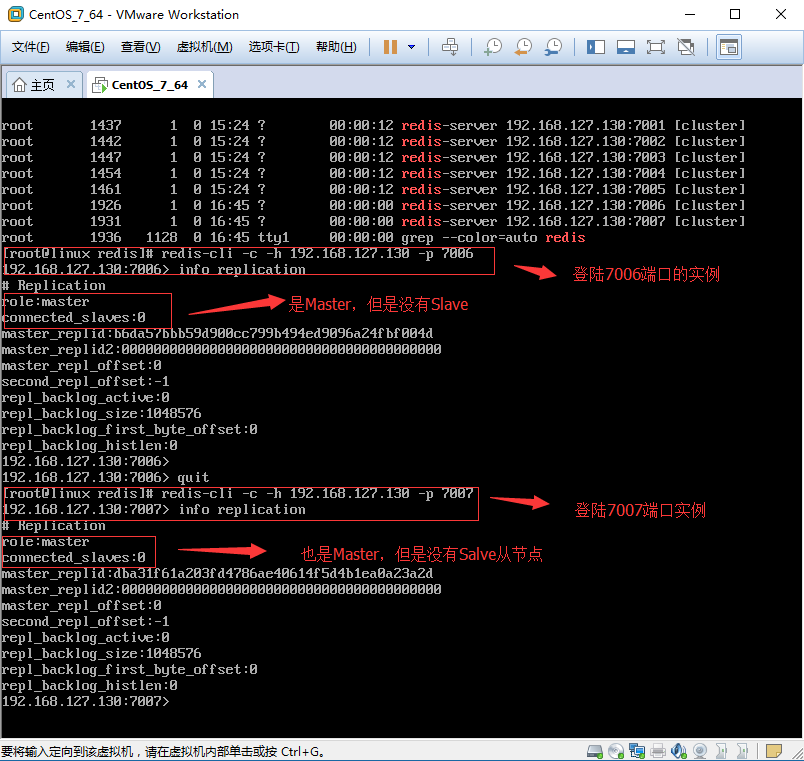 CentOS_7_64 - VMware Workstation
文件(F) 编辑(E) 查看(V) 虚拟机(M) 选项卡(T) 帮助(H)
主页 CentOS_7_64
root 1437 1 0 15:24 ? 00:00:12 redis-server 192.168.127.130:7001 [cluster]
root 1442 1 0 15:24 ? 00:00:12 redis-server 192.168.127.130:7002 [cluster]
root 1447 1 0 15:24 ? 00:00:12 redis-server 192.168.127.130:7003 [cluster]
root 1454 1 0 15:24 ? 00:00:12 redis-server 192.168.127.130:7004 [cluster]
root 1461 1 0 15:24 ? 00:00:12 redis-server 192.168.127.130:7005 [cluster]
root 1926 1 0 16:45 ? 00:00:00 redis-server 192.168.127.130:7006 [cluster]
root 1931 1 0 16:45 ? 00:00:00 redis-server 192.168.127.130:7007 [cluster]
root 1936 1128 0 16:45 tty1 00:00:00 grep --color=auto redis
[root@linux redis]# redis-cli -c -h 192.168.127.130 -p 7006
192.168.127.130:7006> info replication
登陆7006端口的实例
# Replication
role:master
是Master，但是没有Slave
connected_slaves:0
master_replid:b6da57bbb59d900cc799b494ed9096a24fbf004d
master_replid2:0000000000000000000000000000000000000000
master_repl_offset:0
second_repl_offset:-1
repl_backlog_active:0
repl_backlog_size:1048576
repl_backlog_first_byte_offset:0
repl_backlog_histlen:0
192.168.127.130:7006>
192.168.127.130:7006> quit
[root@linux redis]# redis-cli -c -h 192.168.127.130 -p 7007
192.168.127.130:7007> info replication
登陆7007端口实例
# Replication
role:master
connected_slaves:0
也是Master，但是没有Salve从节点
master_replid:dba31f61a203fd4786ae40614f5d4b1ea0a23a2d
master_replid2:0000000000000000000000000000000000000000
master_repl_offset:0
second_repl_offset:-1
repl_backlog_active:0
repl_backlog_size:1048576
repl_backlog_first_byte_offset:0
repl_backlog_histlen:0
192.168.127.130:7007>
要将输入定向到该虚拟机，请在虚拟机内部单击或按 Ctrl+G。